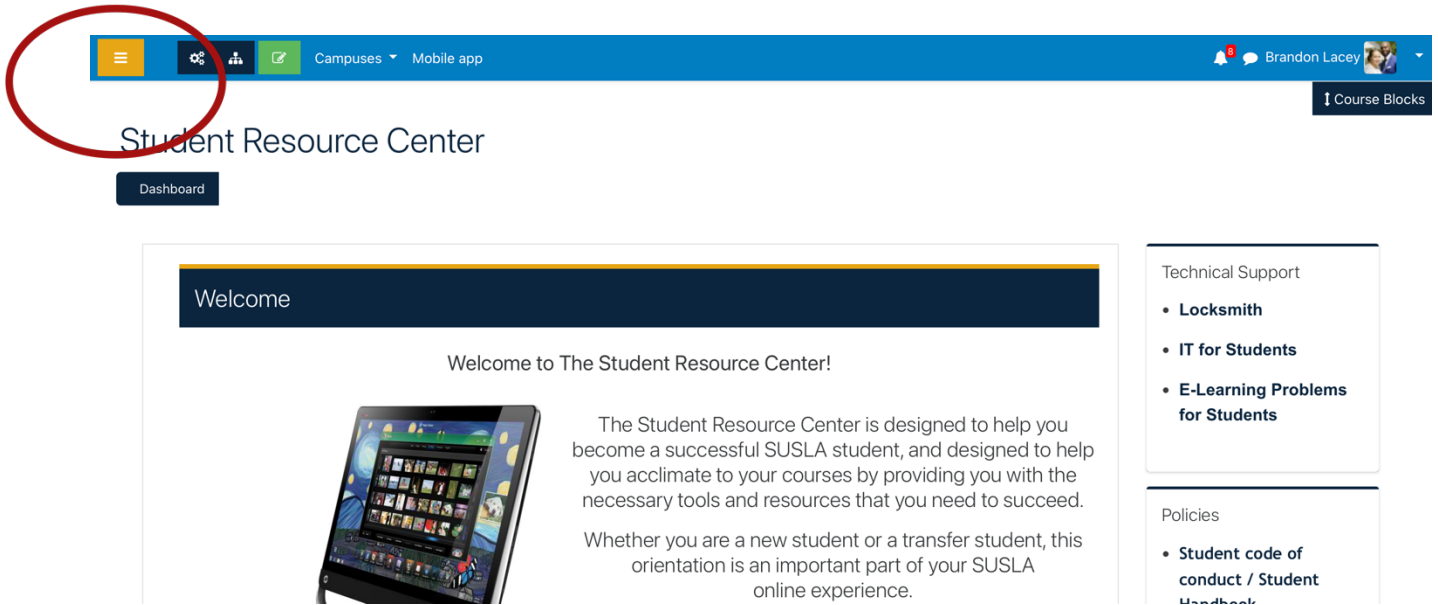 Campuses Mobile app
8 Brandon Lacey
Course Blocks
Student Resource Center
Dashboard
Welcome
Welcome to The Student Resource Center!
The Student Resource Center is designed to help you
become a successful SUSLA student, and designed to help
you acclimate to your courses by providing you with the
necessary tools and resources that you need to succeed.
Whether you are a new student or a transfer student, this
orientation is an important part of your SUSLA
online experience.
Technical Support
• Locksmith
• IT for Students
• E-Learning Problems
for Students
Policies
• Student code of
conduct / Student
Handbook